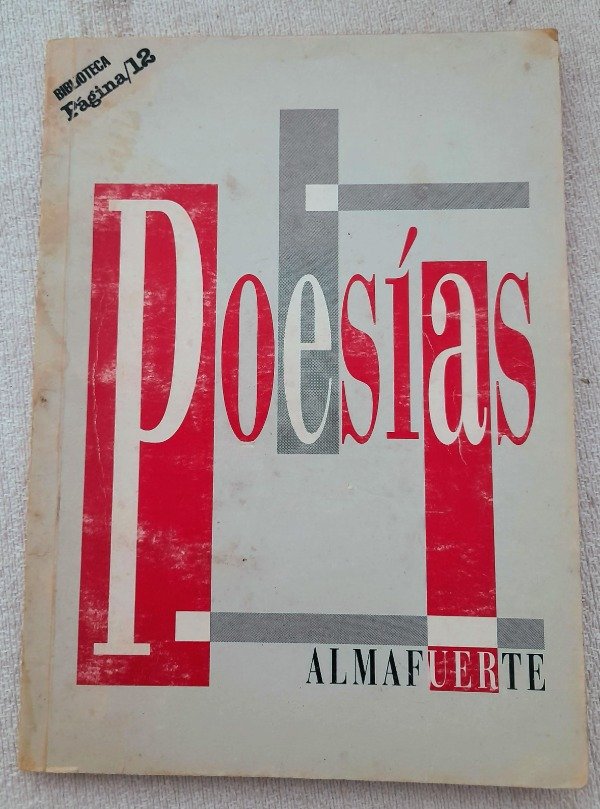 BIBLIOTECA
Página/12
Poesías
ALMAFUERTE